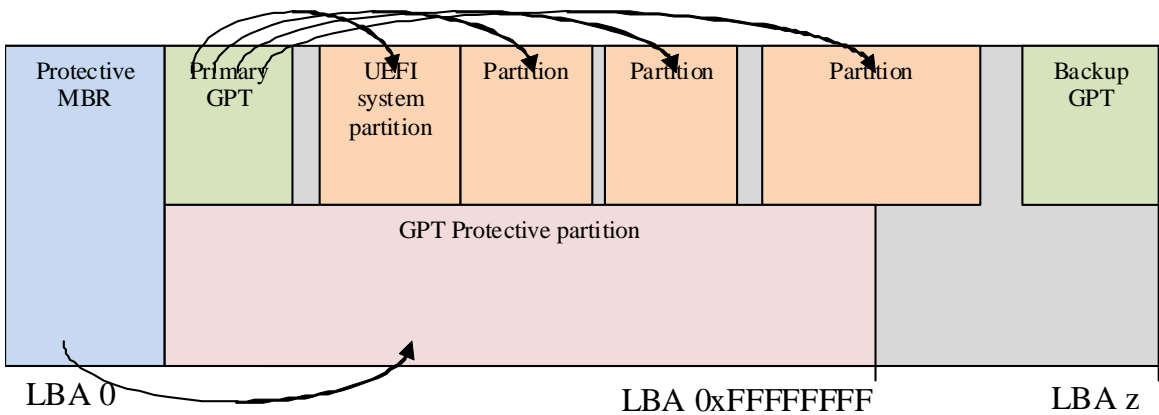 Protective
MBR
Primary
GPT
UEFI
system
partition
Partition
Partition
Partition
Backup
GPT
GPT Protective partition
LBA 0
LBA 0xFFFFFFFF
LBA z